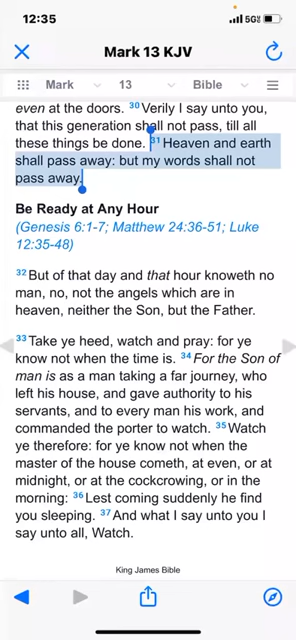 12:35
5G
Mark 13 KJV
Mark 13 Bible
even at the doors. 30 Verily I say unto you,
that this generation shall not pass, till all
these things be done. 31 Heaven and earth
shall pass away: but my words shall not
pass away.
Be Ready at Any Hour
(Genesis 6:1-7; Matthew 24:36-51; Luke
12:35-48)
32 But of that day and that hour knoweth no
man, no, not the angels which are in
heaven, neither the Son, but the Father.
33 Take ye heed, watch and pray: for ye
know not when the time is. 34 For the Son of
man is as a man taking a far journey, who
left his house, and gave authority to his
servants, and to every man his work, and
commanded the porter to watch. 35 Watch
ye therefore: for ye know not when the
master of the house cometh, at even, or at
midnight, or at the cockcrowing, or in the
morning: 36 Lest coming suddenly he find
you sleeping. 37 And what I say unto you I
say unto all, Watch.
King James Bible